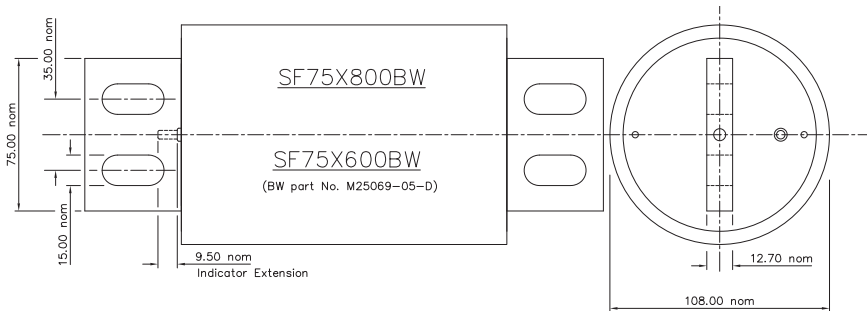 35.00 nom
75.00 nom
15.00 nom
SF75X800BW
SF75X600BW
(BW part No. M25069-05-D)
9.50 nom
Indicator Extension
12.70 nom
108.00 nom